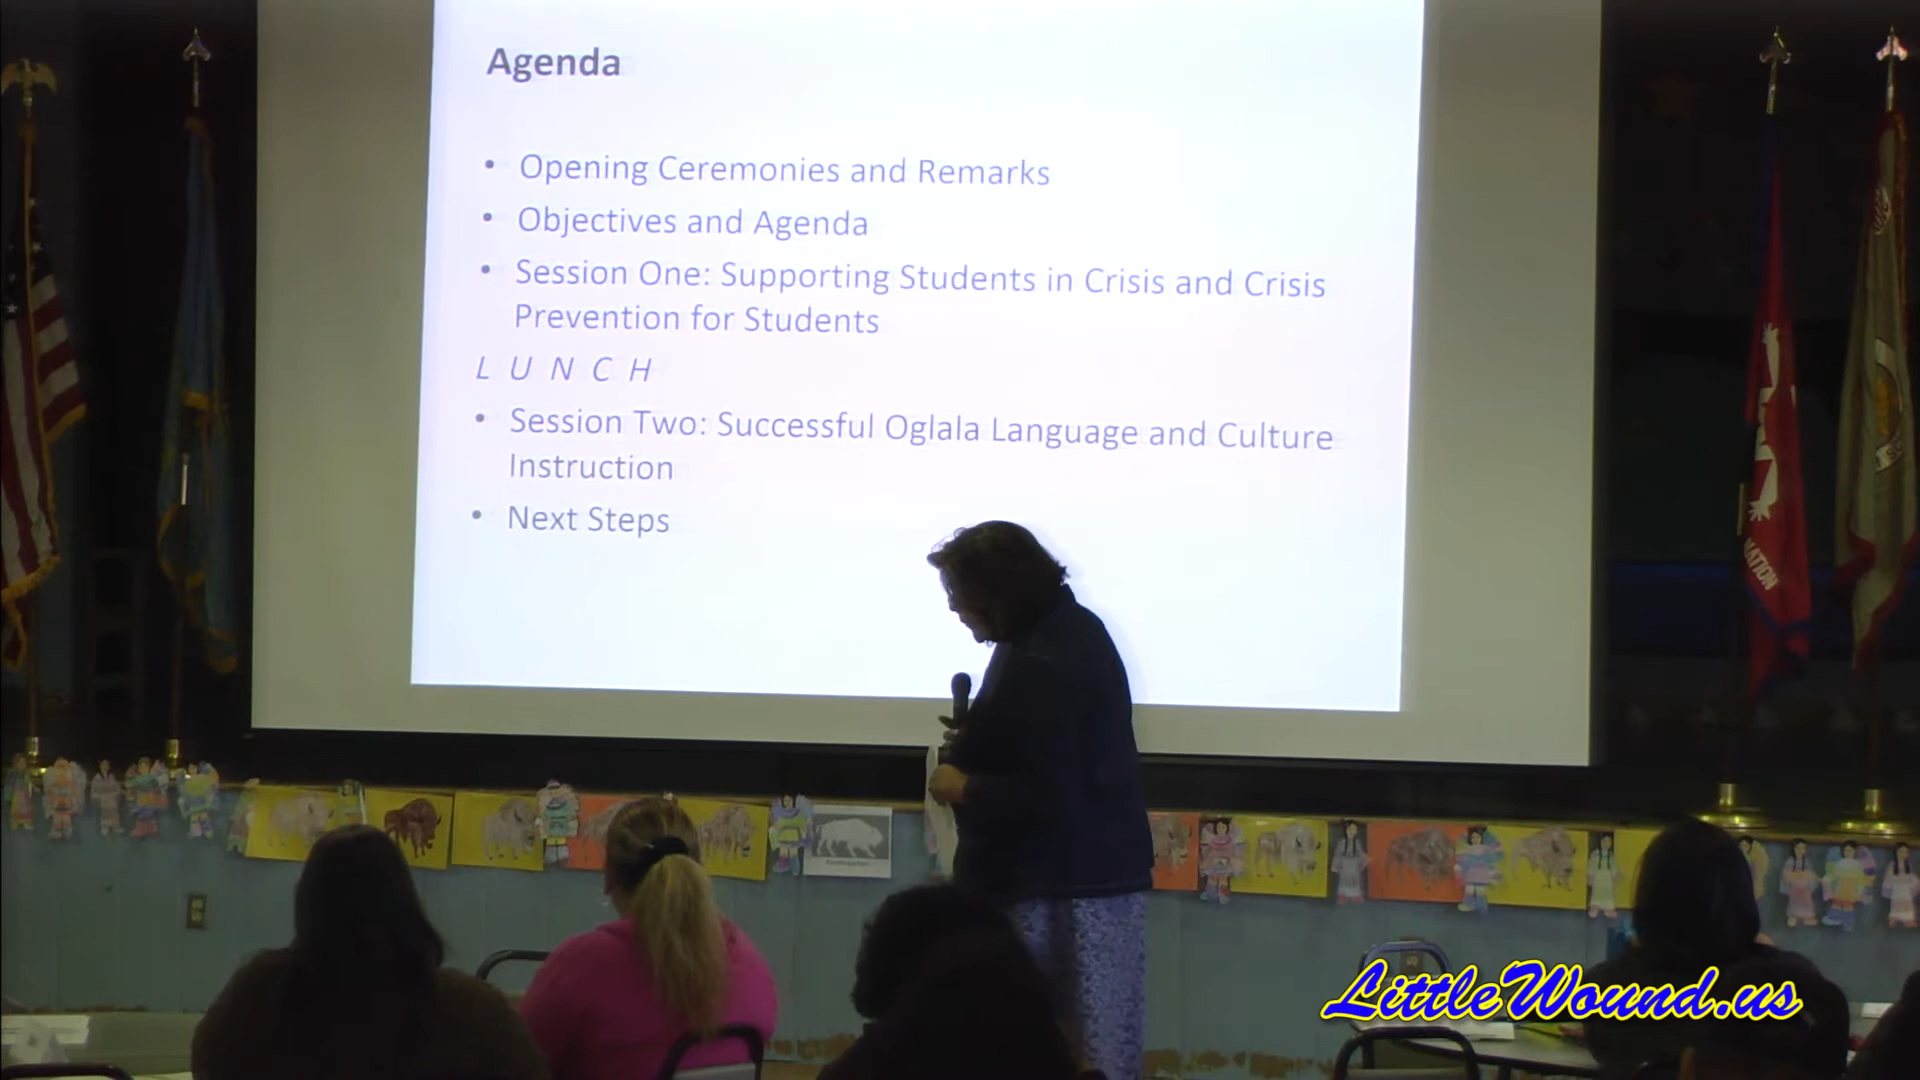 Agenda
• Opening Ceremonies and Remarks
• Objectives and Agenda
• Session One: Supporting Students in Crisis and Crisis
Prevention for Students
L U N C H
• Session Two: Successful Oglala Language and Culture
Instruction
• Next Steps
NATION
LittleWound.us